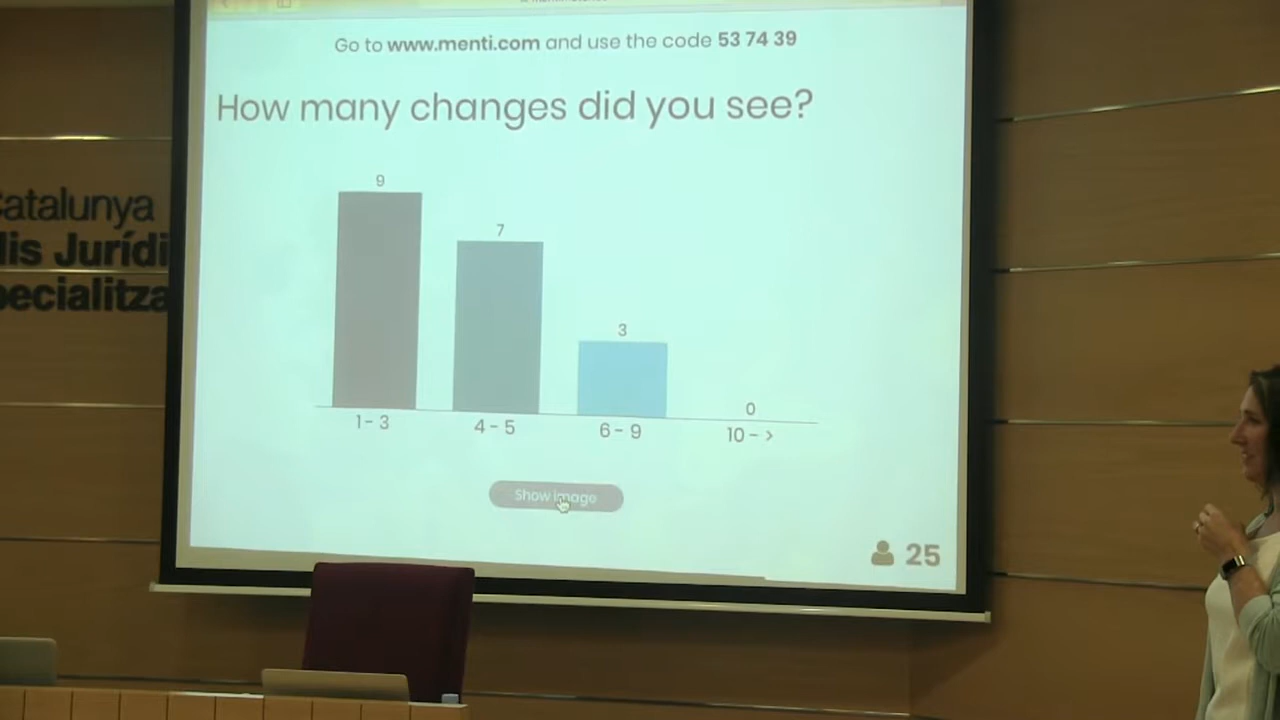 Go to www.menti.com and use the code 53 74 39
How many changes did you see?
9
7
3
0
1 - 3
4 - 5
6 - 9
10 - >
Show image
25
atalunya
lis Jurídi
pecialitza